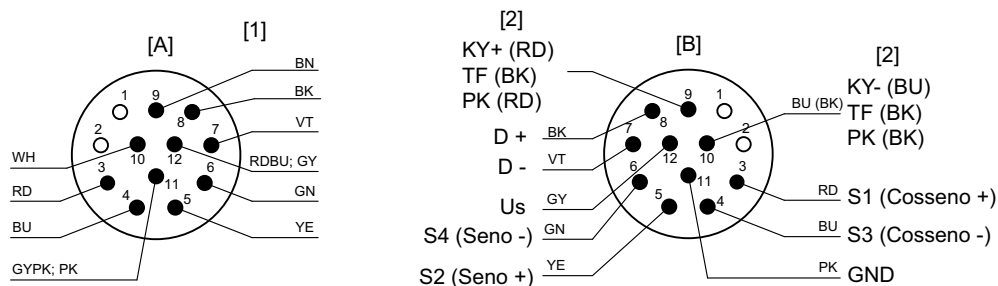 [A]
[1]
BN
BK
VT
RDBU; GY
GN
YE
WH
RD
BU
GYPK; PK
1
9
8
2
7
10
12
3
11
6
4
5
[2]
KY+ (RD)
TF (BK)
PK (RD)
[B]
[2]
KY- (BU)
TF (BK)
PK (BK)
BU (BK)
D + BK
D - VT
Us GY
S4 (Seno -) GN
S2 (Seno +) YE
RD S1 (Cosseno +)
BU S3 (Cosseno -)
PK GND
9
1
8
7
2
12
10
6
11
3
5
4